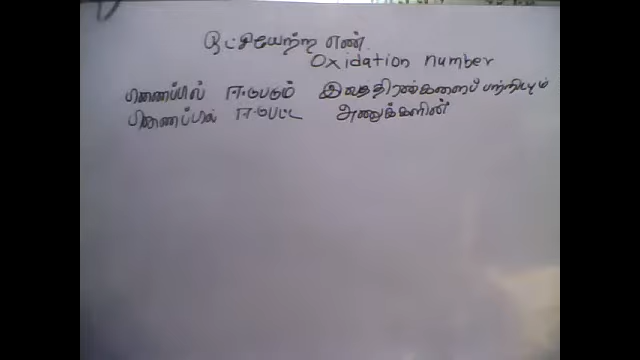 ஒட்சியேற்ற எண்
Oxidation number
பிணைப்பில் ஈடுபடும் இலத்திரன்களைப் பற்றியும்
பிணைப்பில் ஈடுபட்ட அணுக்களின்